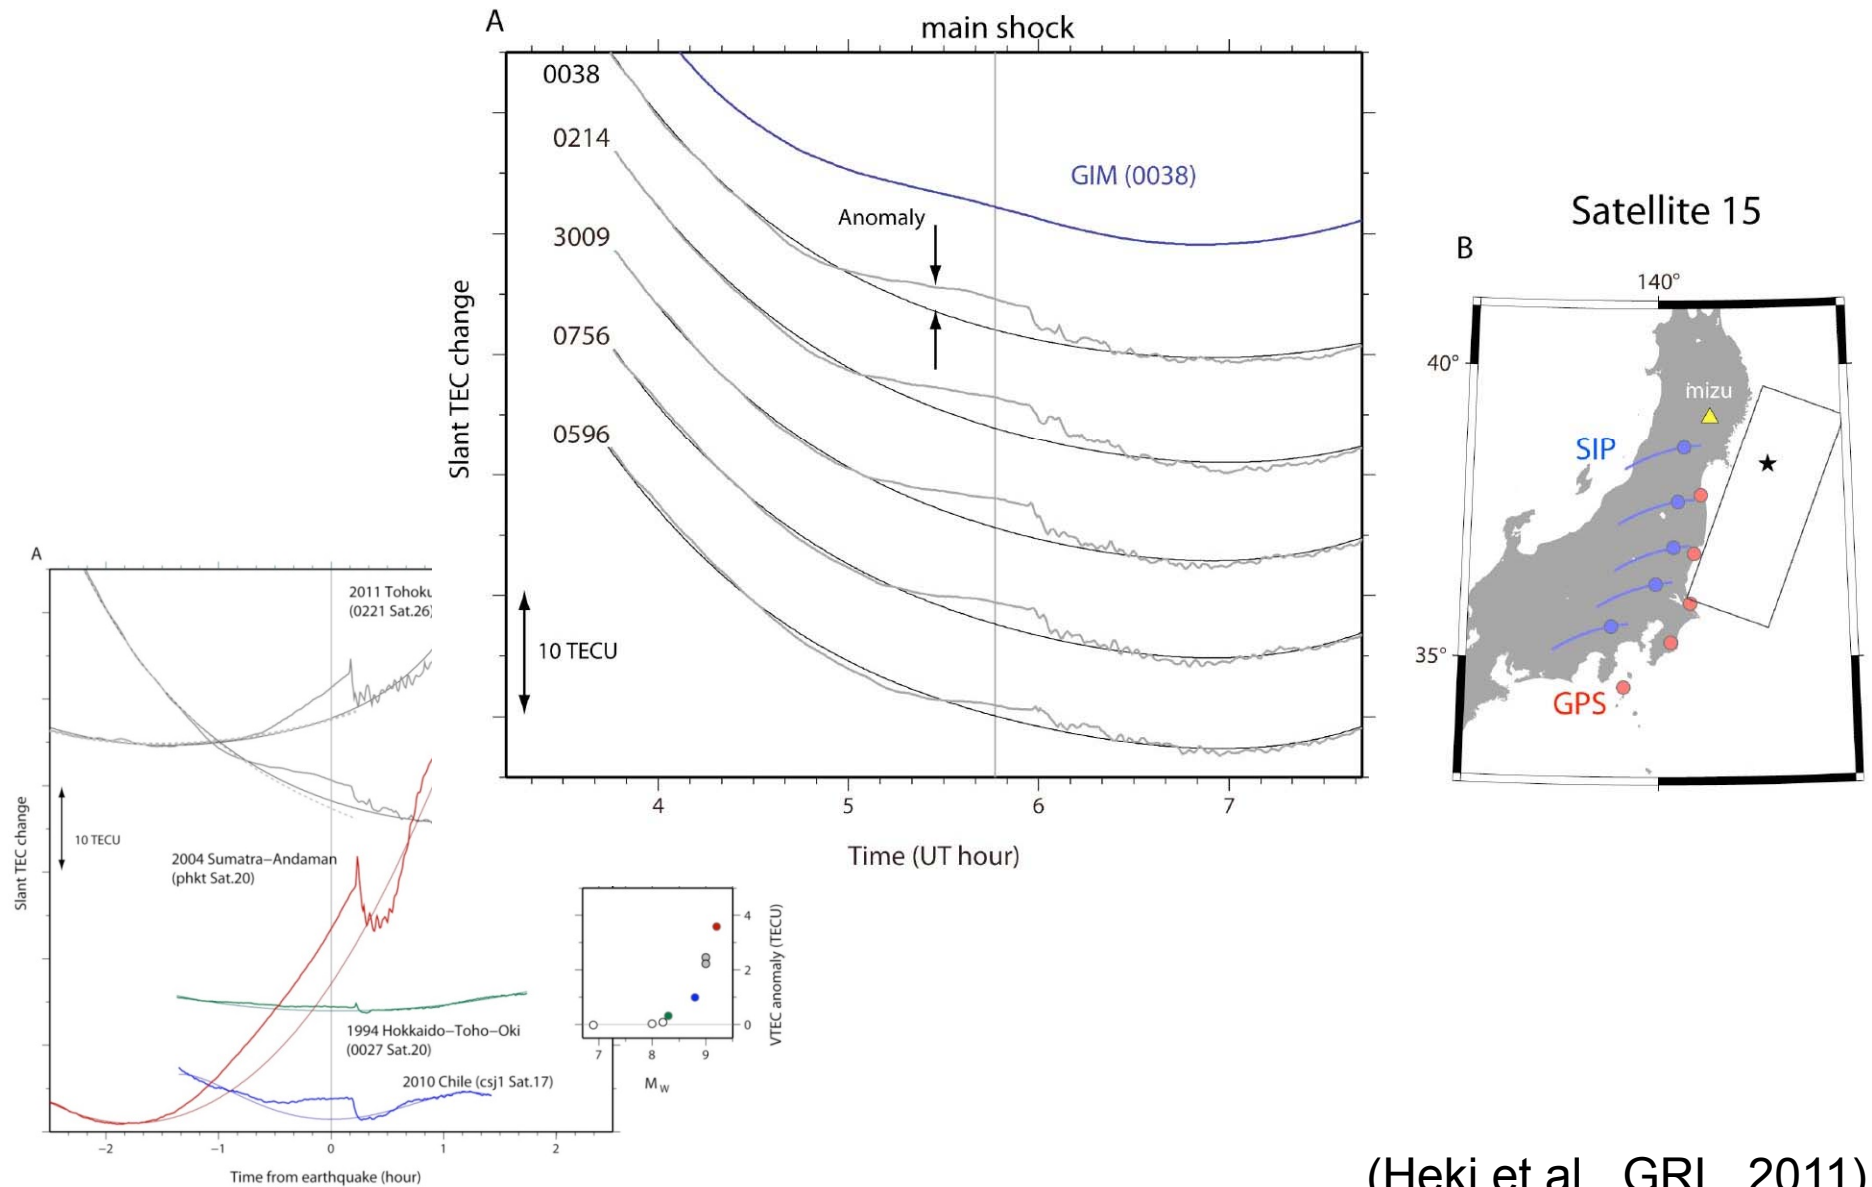 A
main shock
0038
0214
3009
0756
0596
GIM (0038)
Anomaly
Slant TEC change
10 TECU
4
5
6
7
Time (UT hour)
Satellite 15
B
140°
40°
mizu
SIP
35°
GPS
A
2011 Tohoku
(0221 Sat.26)
10 TECU
Slant TEC change
2004 Sumatra–Andaman
(phkt Sat.20)
1994 Hokkaido–Toho–Oki
(0027 Sat.20)
2010 Chile (csj1 Sat.17)
−2
−1
0
1
2
Time from earthquake (hour)
4
2
0
VTEC anomaly (TECU)
7
8
9
MW
(Heki et al., GRL, 2011)